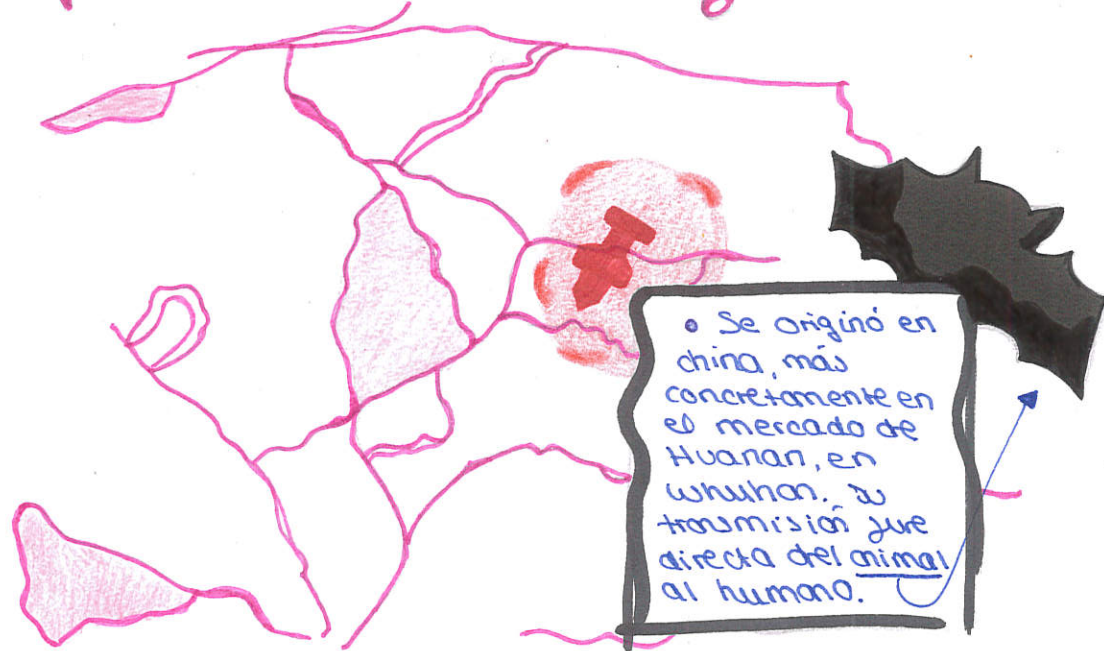 • Se originó en
china, más
concretamente en
el mercado de
Huanan, en
whuhan. su
transmisión fue
directa del animal
al humano.